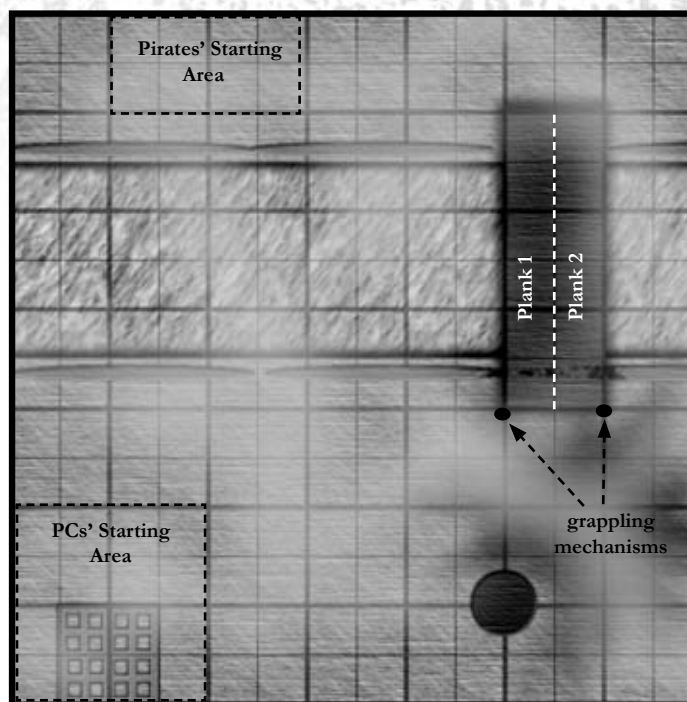 Pirates' Starting
Area
Plank 1
Plank 2
grappling
mechanisms
PCs' Starting
Area